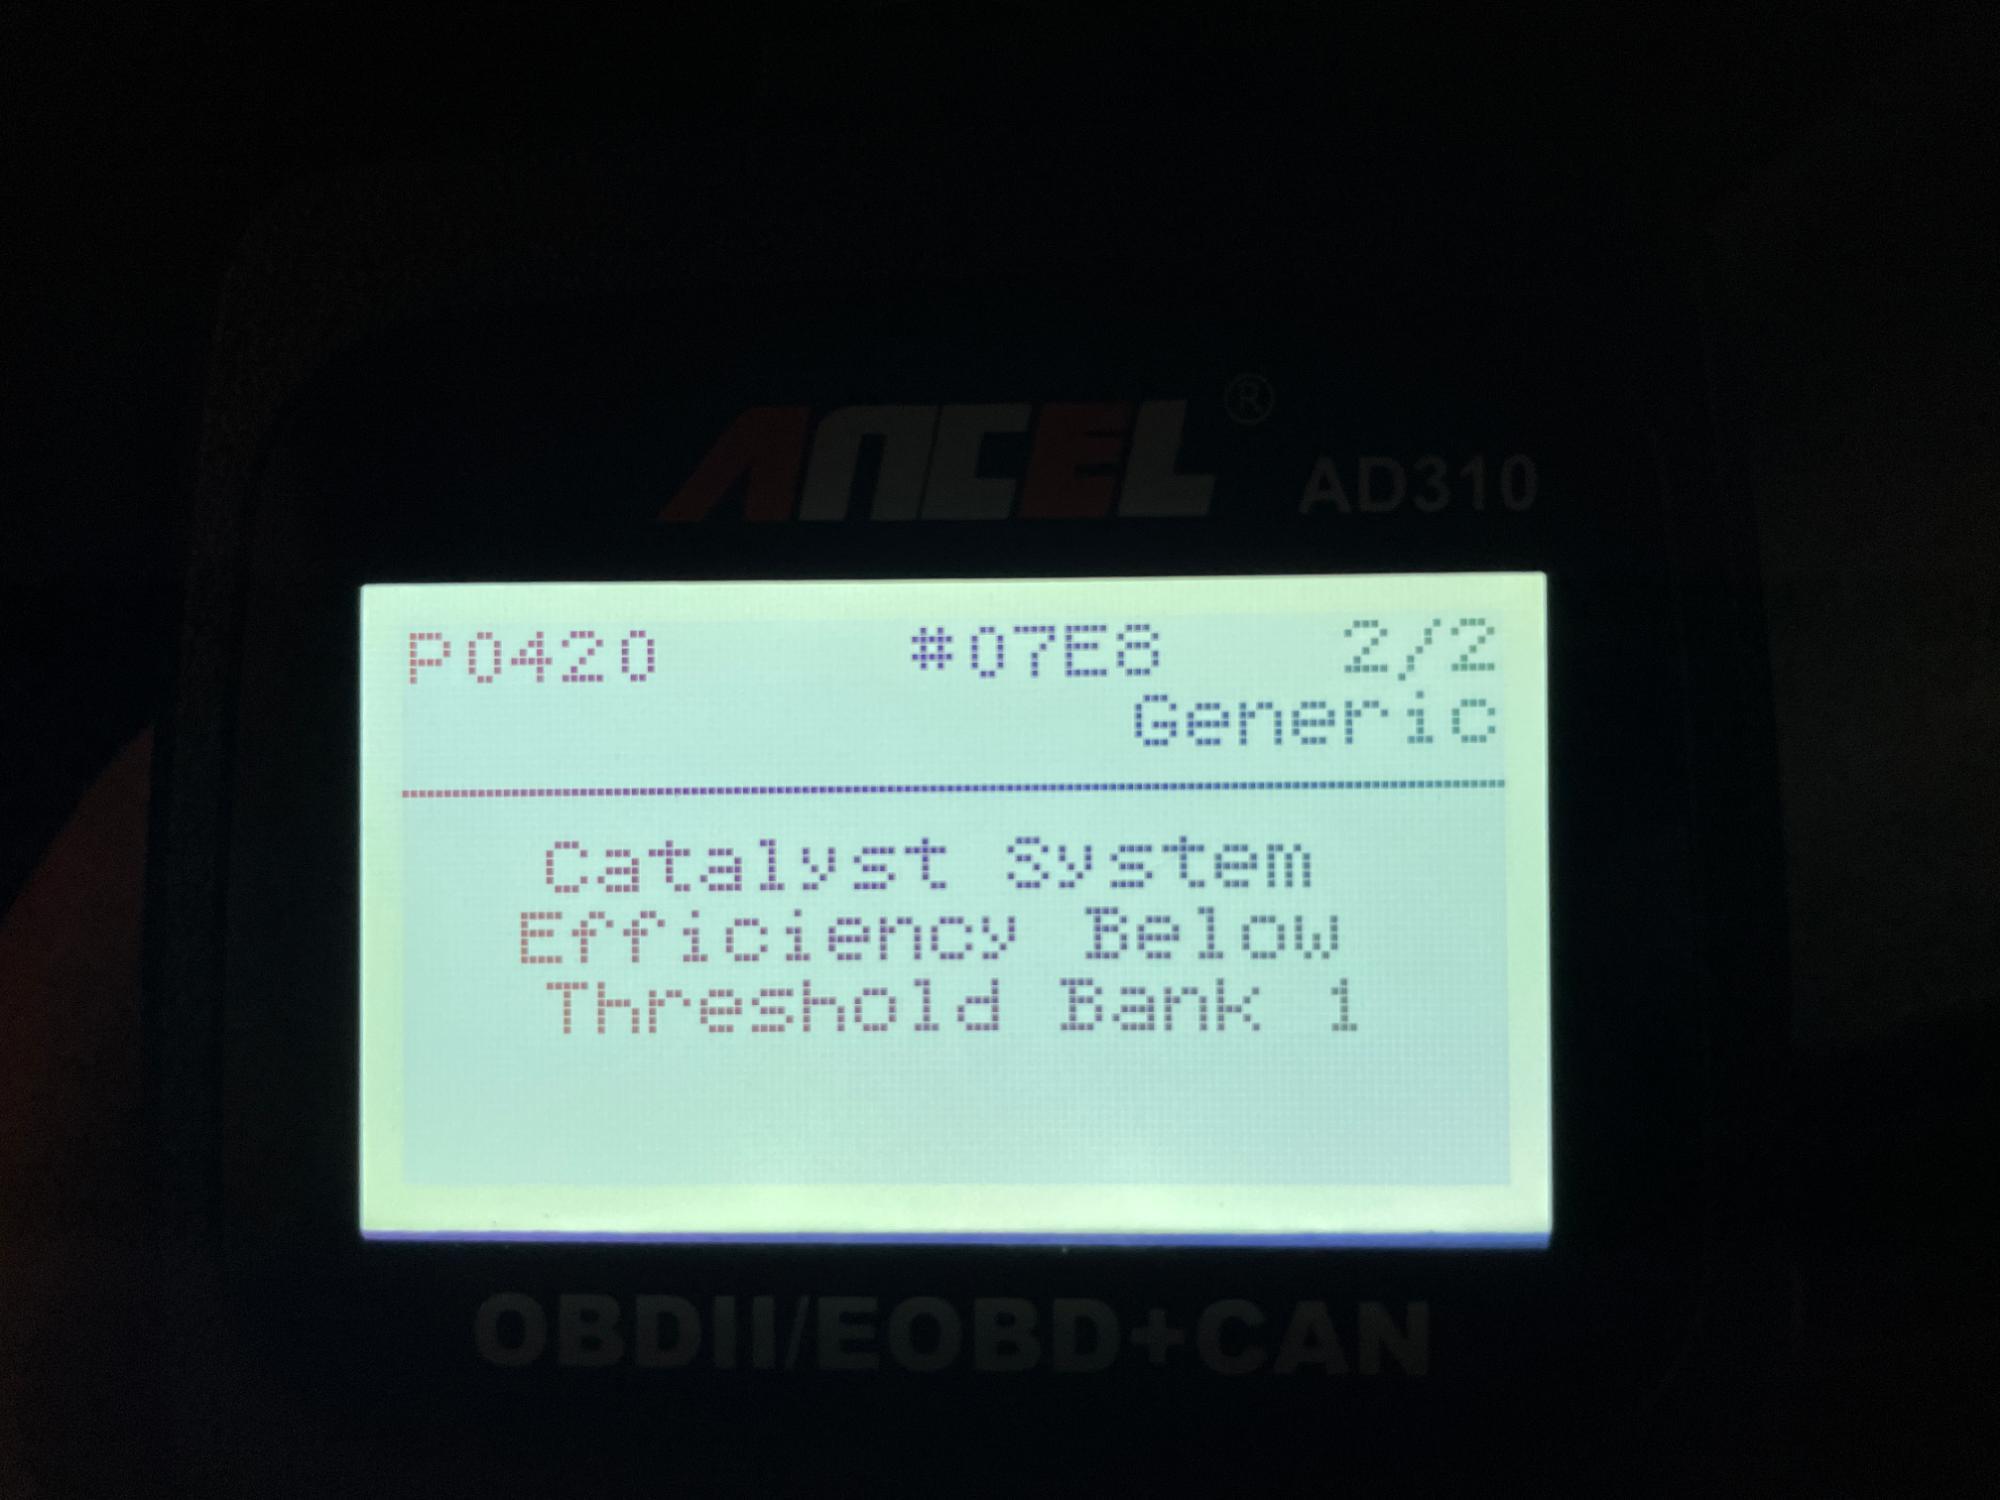 ANCEL®
AD310
P0420 #07E8 2/2
Generic
Catalyst System
Efficiency Below
Threshold Bank 1
OBDII/EOBD+CAN